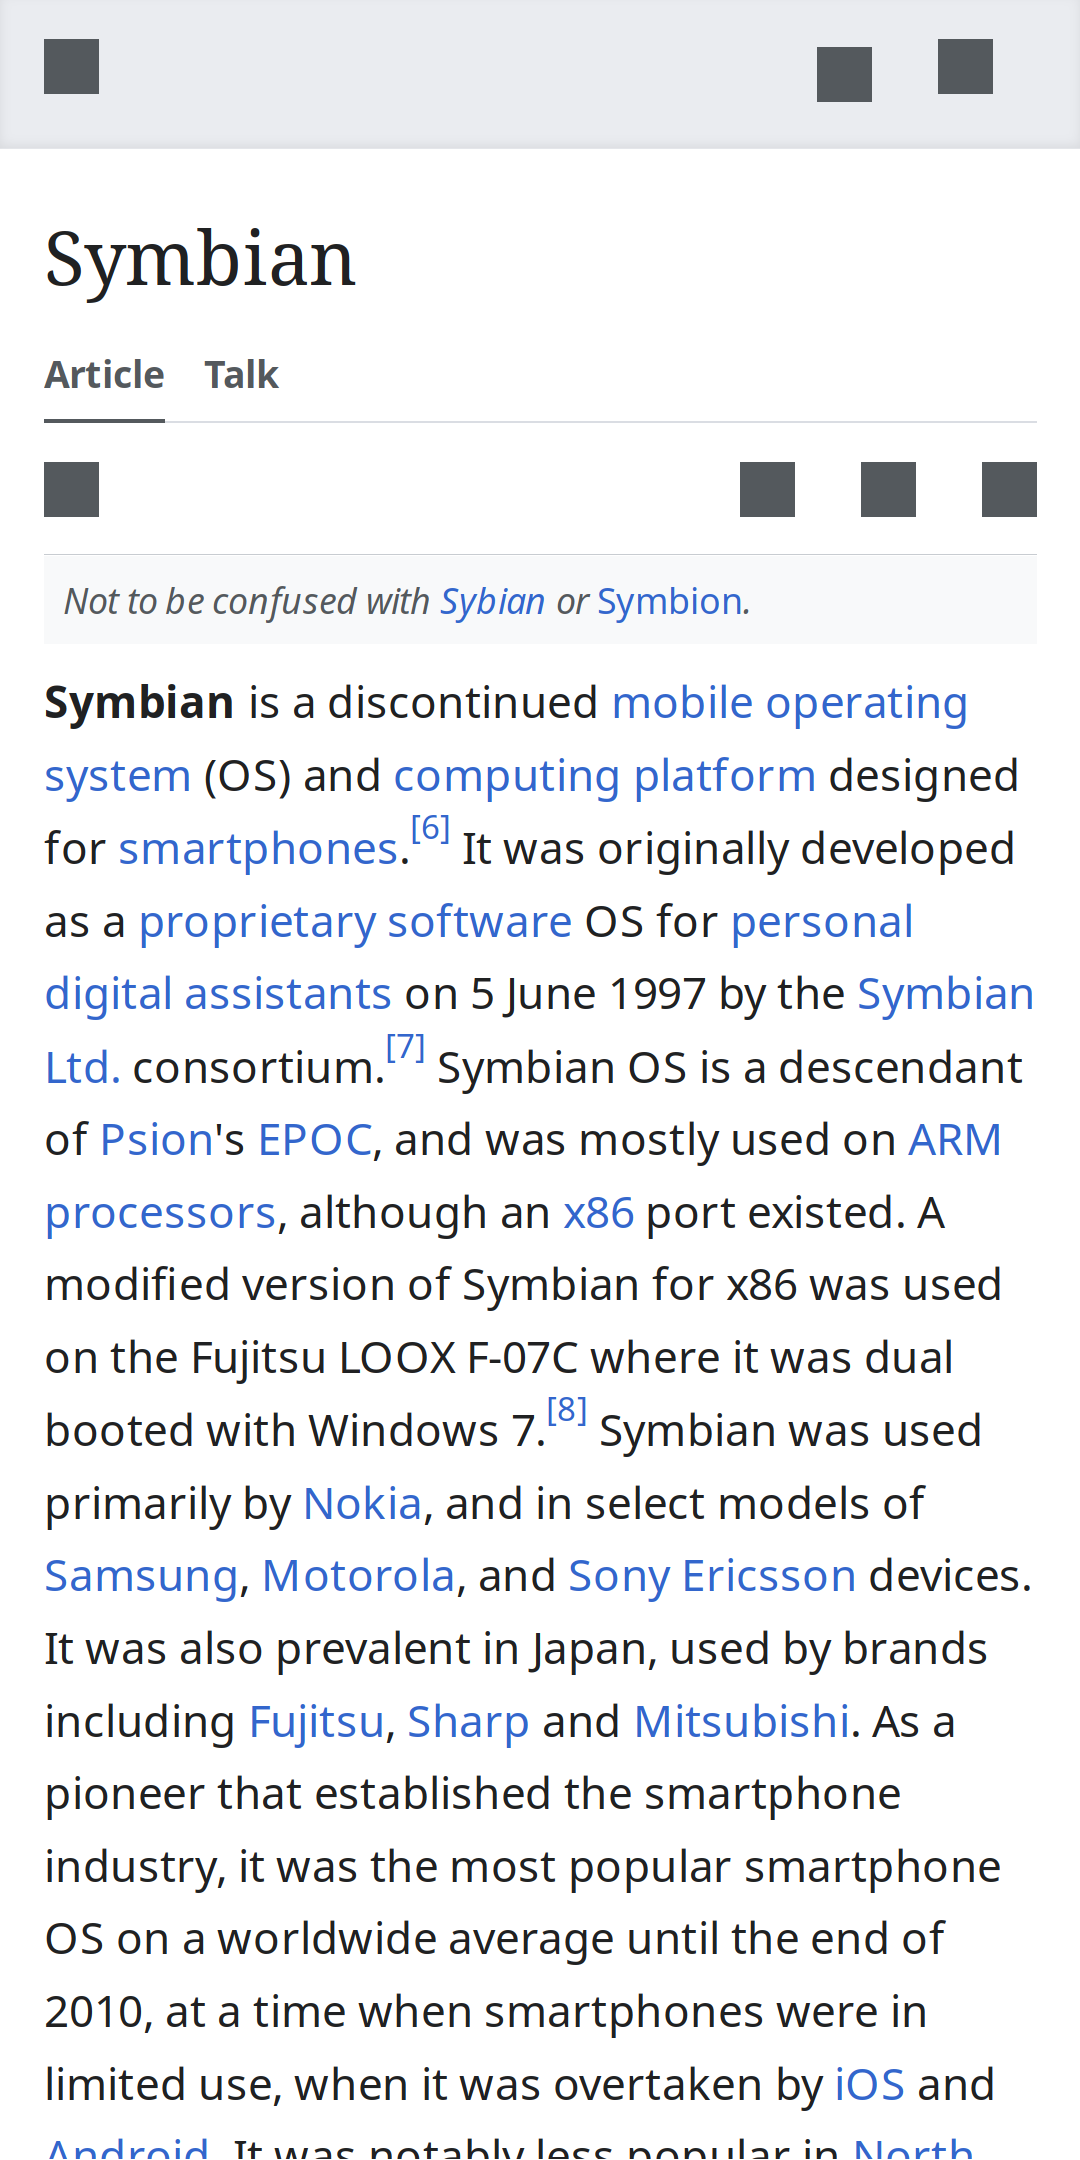 Symbian
Article Talk
Not to be confused with Sybian or Symbion.
Symbian is a discontinued mobile operating
system (OS) and computing platform designed
for smartphones.[6] It was originally developed
as a proprietary software OS for personal
digital assistants on 5 June 1997 by the Symbian
Ltd. consortium.[7] Symbian OS is a descendant
of Psion's EPOC, and was mostly used on ARM
processors, although an x86 port existed. A
modified version of Symbian for x86 was used
on the Fujitsu LOOX F-07C where it was dual
booted with Windows 7.[8] Symbian was used
primarily by Nokia, and in select models of
Samsung, Motorola, and Sony Ericsson devices.
It was also prevalent in Japan, used by brands
including Fujitsu, Sharp and Mitsubishi. As a
pioneer that established the smartphone
industry, it was the most popular smartphone
OS on a worldwide average until the end of
2010, at a time when smartphones were in
limited use, when it was overtaken by iOS and
Android. It was notably less popular in North